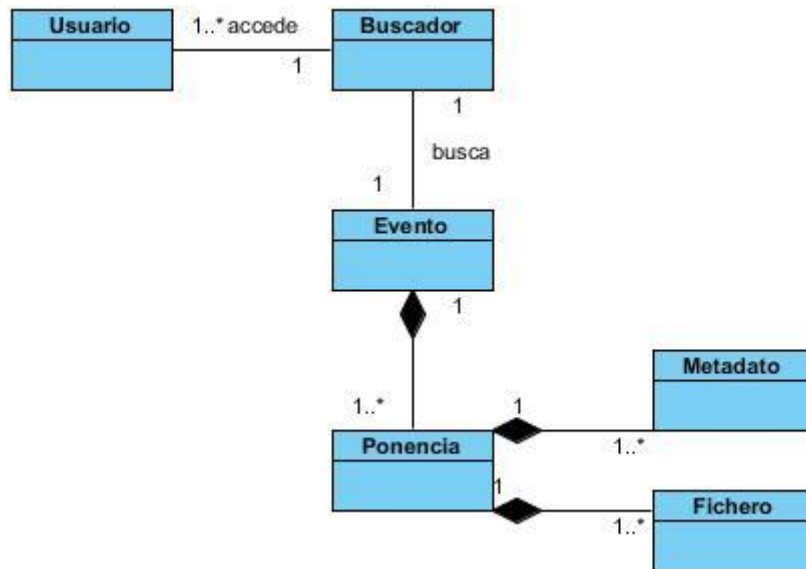 Usuario
1..* accede
1
Buscador
1
busca
1
Evento
1
1..*
Ponencia
1
1..*
Metadato
1
1..*
Fichero